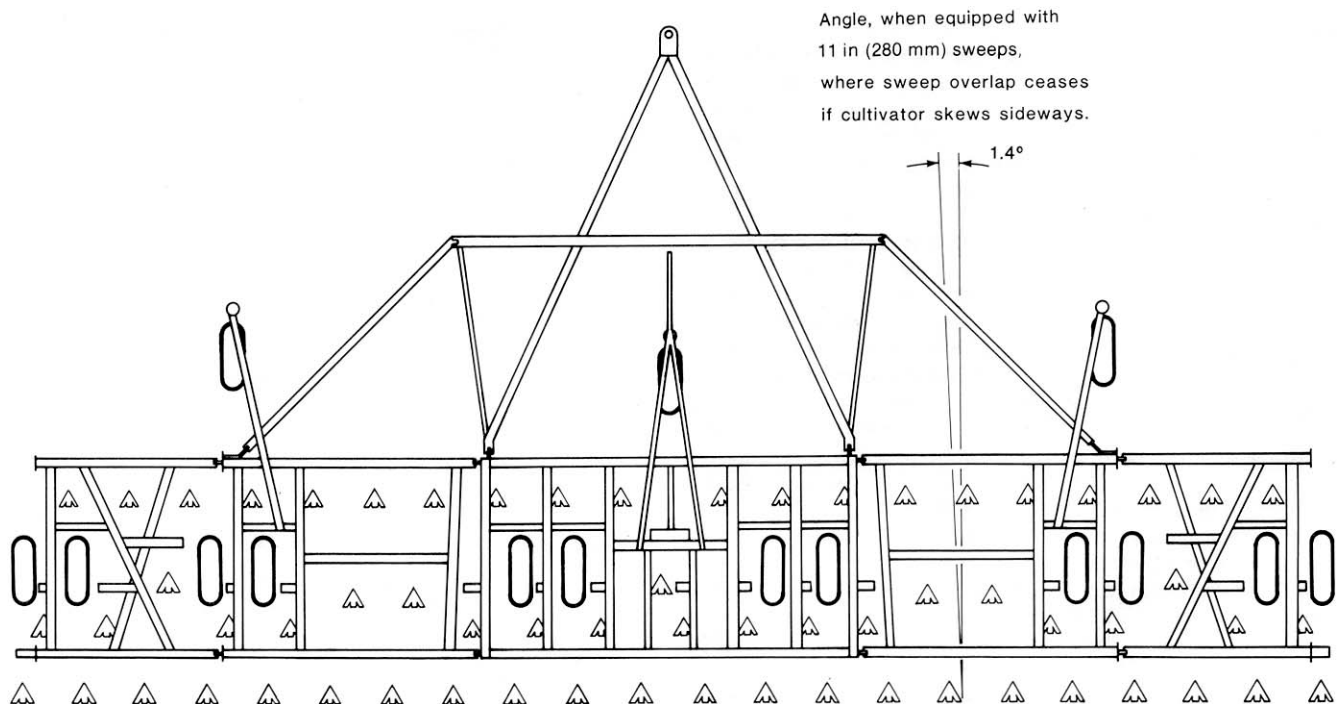 Angle, when equipped with
11 in (280 mm) sweeps,
where sweep overlap ceases
if cultivator skews sideways.
1.4°